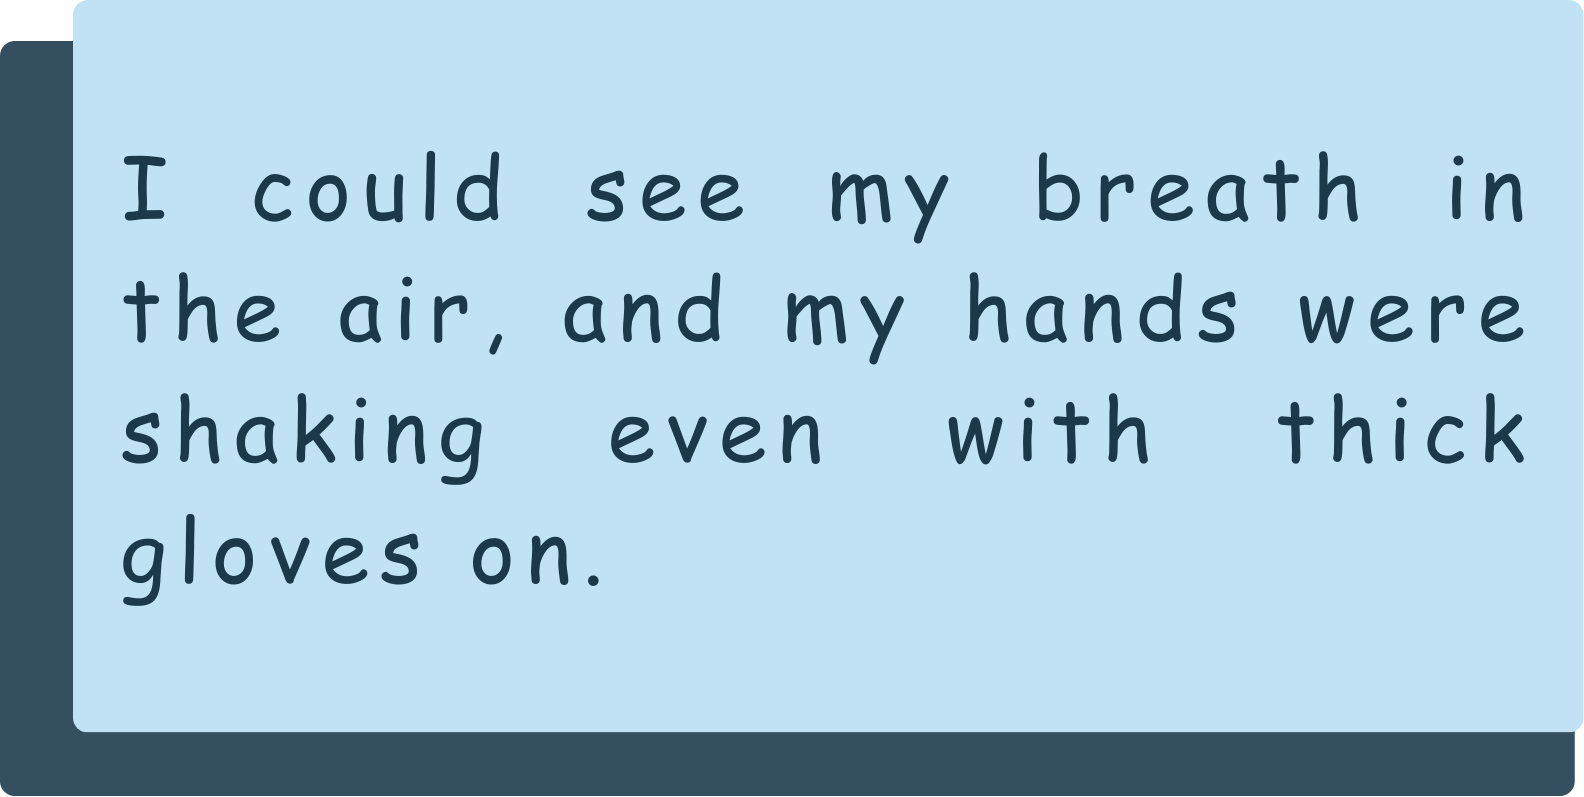 I could see my breath in
the air, and my hands were
shaking even with thick
gloves on.